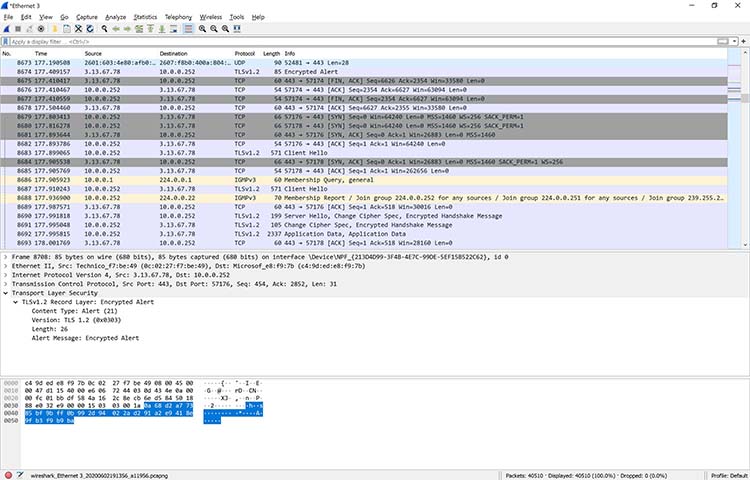 *Ethernet 3
File Edit View Go Capture Analyze Statistics Telephony Wireless Tools Help
Apply a display filter ... <Ctrl-/>
No. Time Source Destination Protocol Length Info
8673 177.190508 2601:603:4e80:afb0:… 2607:f8b0:400a:804:… UDP 90 52481 → 443 Len=28
8674 177.409157 3.13.67.78 10.0.0.252 TLSv1.2 85 Encrypted Alert
8675 177.410417 3.13.67.78 10.0.0.252 TCP 60 443 → 57174 [FIN, ACK] Seq=6626 Ack=2354 Win=33580 Len=0
8676 177.410467 10.0.0.252 3.13.67.78 TCP 54 57174 → 443 [ACK] Seq=2354 Ack=6627 Win=63094 Len=0
8677 177.410559 10.0.0.252 3.13.67.78 TCP 54 57174 → 443 [FIN, ACK] Seq=2354 Ack=6627 Win=63094 Len=0
8678 177.504460 3.13.67.78 10.0.0.252 TCP 60 443 → 57174 [ACK] Seq=6627 Ack=2355 Win=33580 Len=0
8679 177.803413 10.0.0.252 3.13.67.78 TCP 66 57176 → 443 [SYN] Seq=0 Win=64240 Len=0 MSS=1460 WS=256 SACK_PERM=1
8680 177.816278 10.0.0.252 3.13.67.78 TCP 66 57178 → 443 [SYN] Seq=0 Win=64240 Len=0 MSS=1460 WS=256 SACK_PERM=1
8681 177.893644 3.13.67.78 10.0.0.252 TCP 60 443 → 57176 [SYN, ACK] Seq=0 Ack=1 Win=26883 Len=0 MSS=1460
8682 177.893786 10.0.0.252 3.13.67.78 TCP 54 57176 → 443 [ACK] Seq=1 Ack=1 Win=64240 Len=0
8683 177.899065 10.0.0.252 3.13.67.78 TLSv1.2 571 Client Hello
8684 177.905538 3.13.67.78 10.0.0.252 TCP 66 443 → 57178 [SYN, ACK] Seq=0 Ack=1 Win=26883 Len=0 MSS=1460 SACK_PERM=1 WS=256
8685 177.905769 10.0.0.252 3.13.67.78 TCP 54 57178 → 443 [ACK] Seq=1 Ack=1 Win=262656 Len=0
8686 177.905923 10.0.0.1 224.0.0.1 IGMPv3 60 Membership Query, general
8687 177.910243 10.0.0.252 3.13.67.78 TLSv1.2 571 Client Hello
8688 177.936900 10.0.0.252 224.0.0.22 IGMPv3 70 Membership Report / Join group 224.0.0.252 for any sources / Join group 224.0.0.251 for any sources / Join group 239.255.2…
8689 177.987571 3.13.67.78 10.0.0.252 TCP 60 443 → 57176 [ACK] Seq=1 Ack=518 Win=30016 Len=0
8690 177.991818 3.13.67.78 10.0.0.252 TLSv1.2 199 Server Hello, Change Cipher Spec, Encrypted Handshake Message
8691 177.995048 10.0.0.252 3.13.67.78 TLSv1.2 105 Change Cipher Spec, Encrypted Handshake Message
8692 177.995415 10.0.0.252 3.13.67.78 TLSv1.2 2337 Application Data, Application Data
8693 178.001769 3.13.67.78 10.0.0.252 TCP 60 443 → 57178 [ACK] Seq=1 Ack=518 Win=28160 Len=0
Frame 8708: 85 bytes on wire (680 bits), 85 bytes captured (680 bits) on interface \Device\NPF_{213D4D99-3F4B-4E7C-99DE-5EF15B522C62}, id 0
Ethernet II, Src: Technico_f7:be:49 (0c:02:27:f7:be:49), Dst: Microsof_e8:f9:7b (c4:9d:ed:e8:f9:7b)
Internet Protocol Version 4, Src: 3.13.67.78, Dst: 10.0.0.252
Transmission Control Protocol, Src Port: 443, Dst Port: 57176, Seq: 454, Ack: 2852, Len: 31
Transport Layer Security
TLSv1.2 Record Layer: Encrypted Alert
Content Type: Alert (21)
Version: TLS 1.2 (0x0303)
Length: 26
Alert Message: Encrypted Alert
0000 c4 9d ed e8 f9 7b 0c 02 27 f7 be 49 08 00 45 00 ·····{·· '··I··E·
0010 00 47 d1 15 40 00 e6 06 72 44 03 0d 43 4e 0a 00 ·G··@··· rD··CN··
0020 00 fc 01 bb df 58 4a 16 2c 8e cb 6e d5 84 50 18
0030 88 e0 32 e9 00 00 15 03 03 00 1a 0a 68 d2 a7 73
0040 85 bf 9b ff 0b 99 2d 94 02 2a d2 91 a2 e9 41 8e
0050 9f b3 f9 b9 ba
wireshark_Ethernet 3_20200602191356_a11956.pcapng Packets: 40510 · Displayed: 40510 (100.0%) · Dropped: 0 (0.0%) Profile: Default